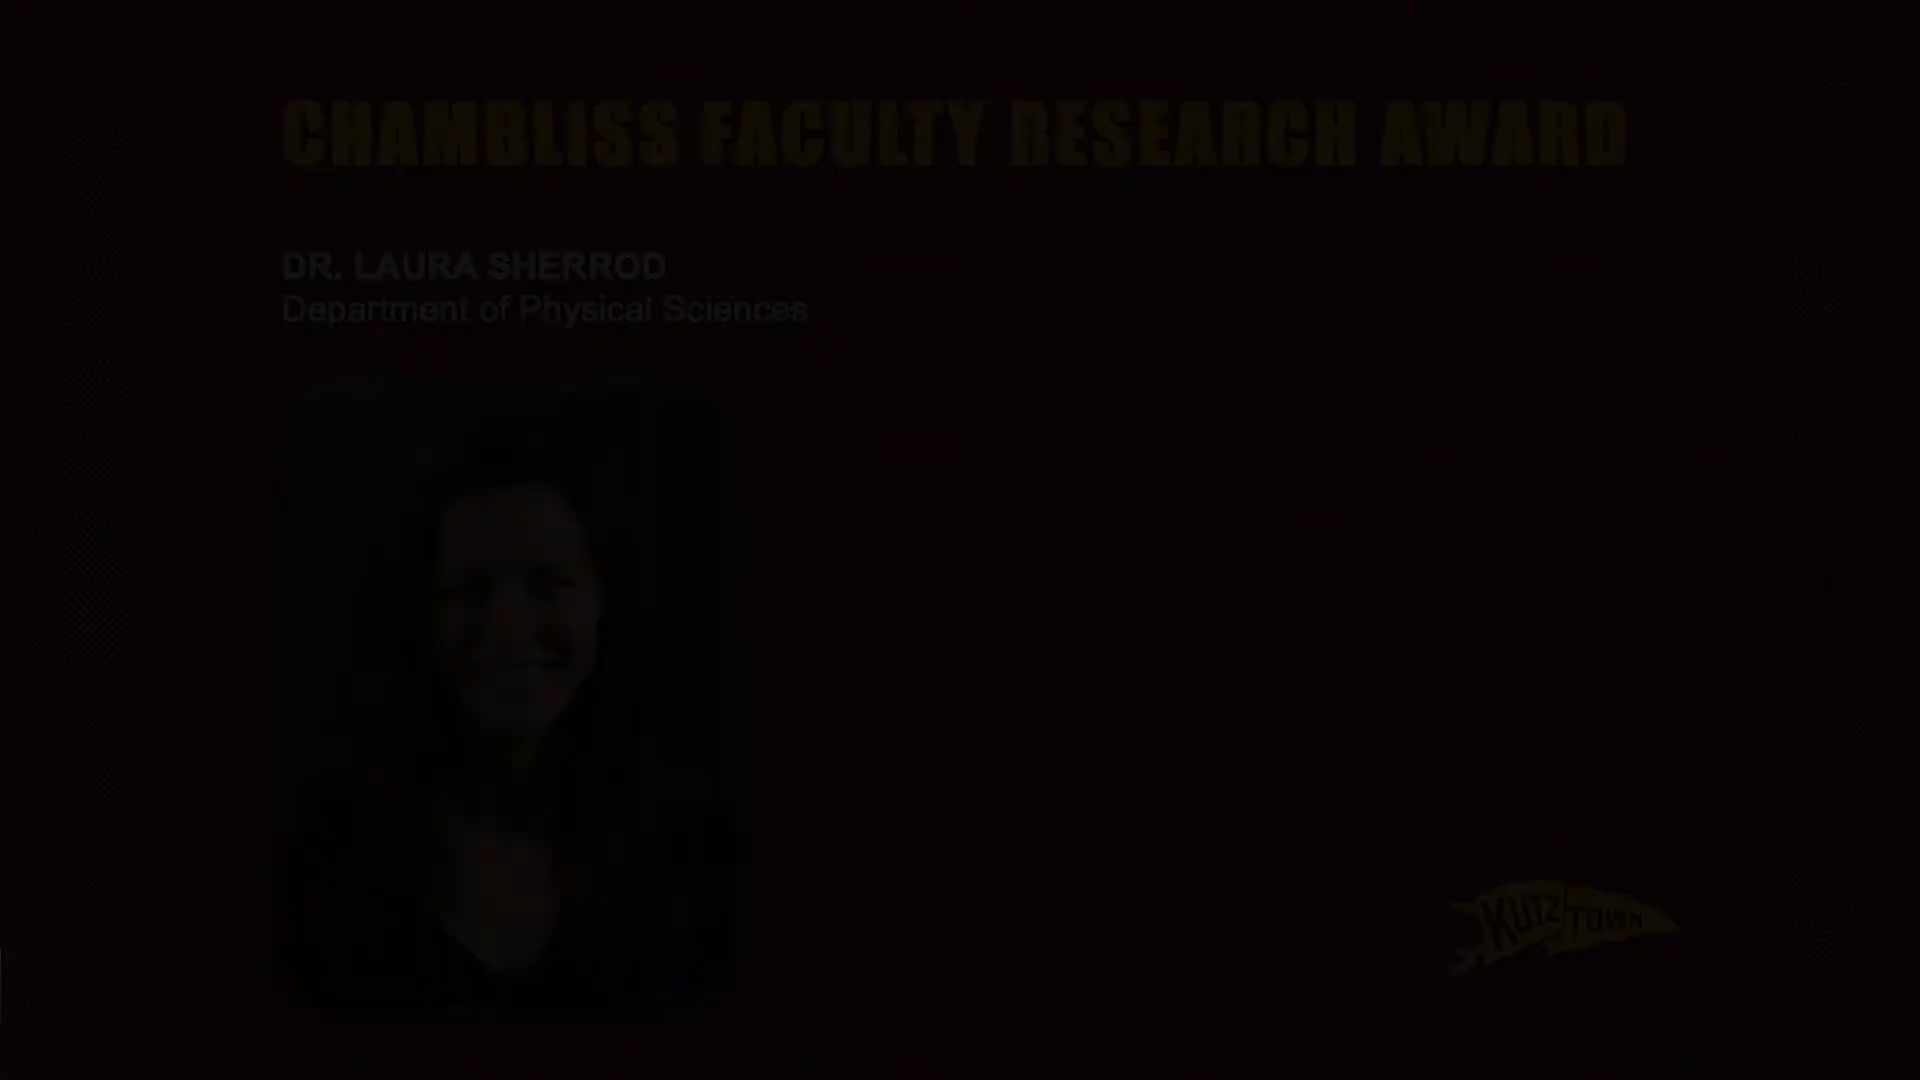 CHAMBLISS FACULTY RESEARCH AWARD
DR. LAURA SHERROD
Department of Physical Sciences
KUTZTOWN